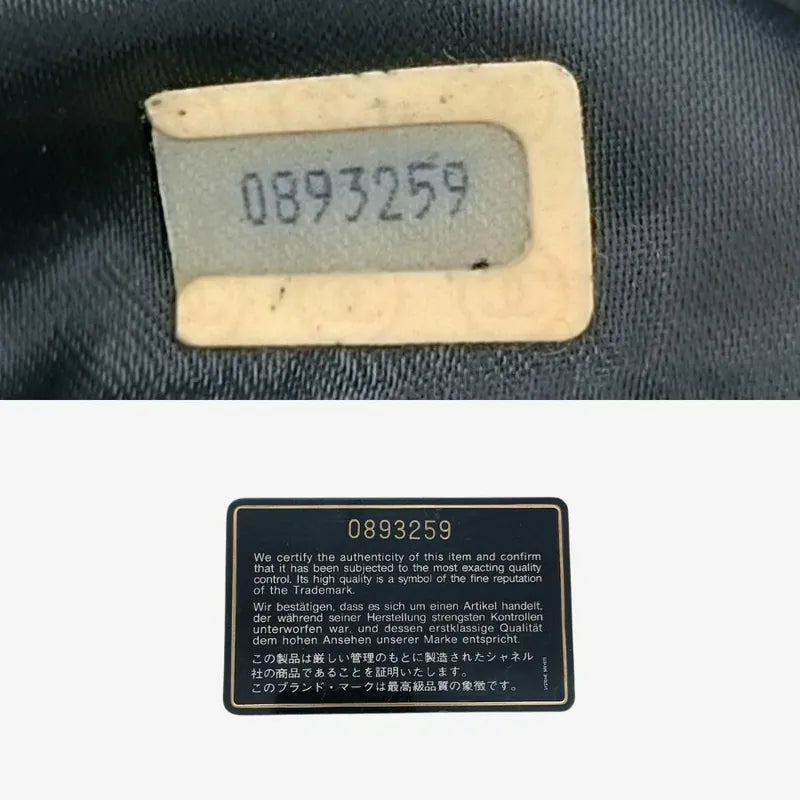 0893259
0893259
We certify the authenticity of this item and confirm
that it has been subjected to the most exacting quality
control. Its high quality is a symbol of the fine reputation
of the Trademark.
Wir bestätigen, dass es sich um einen Artikel handelt,
der während seiner Herstellung strengsten Kontrollen
unterworfen war, und dessen erstklassige Qualität
dem hohen Ansehen unserer Marke entspricht.
この製品は厳しい管理のもとに製造されたシャネル
社の商品であることを証明いたします。
このブランド・マークは最高級品質の象徴です。